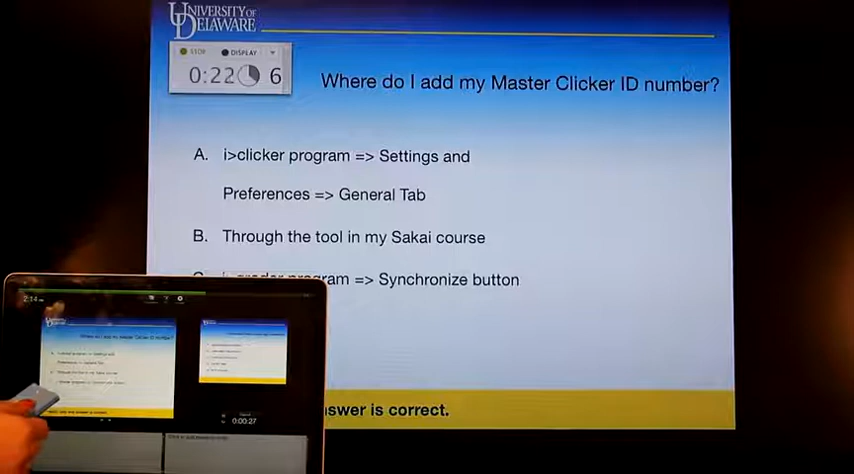 UNIVERSITY OF
DELAWARE
STOP DISPLAY
0:22 6
Where do I add my Master Clicker ID number?
A. i>clicker program => Settings and
Preferences => General Tab
B. Through the tool in my Sakai course
program => Synchronize button
answer is correct.
2:14
0:00:27